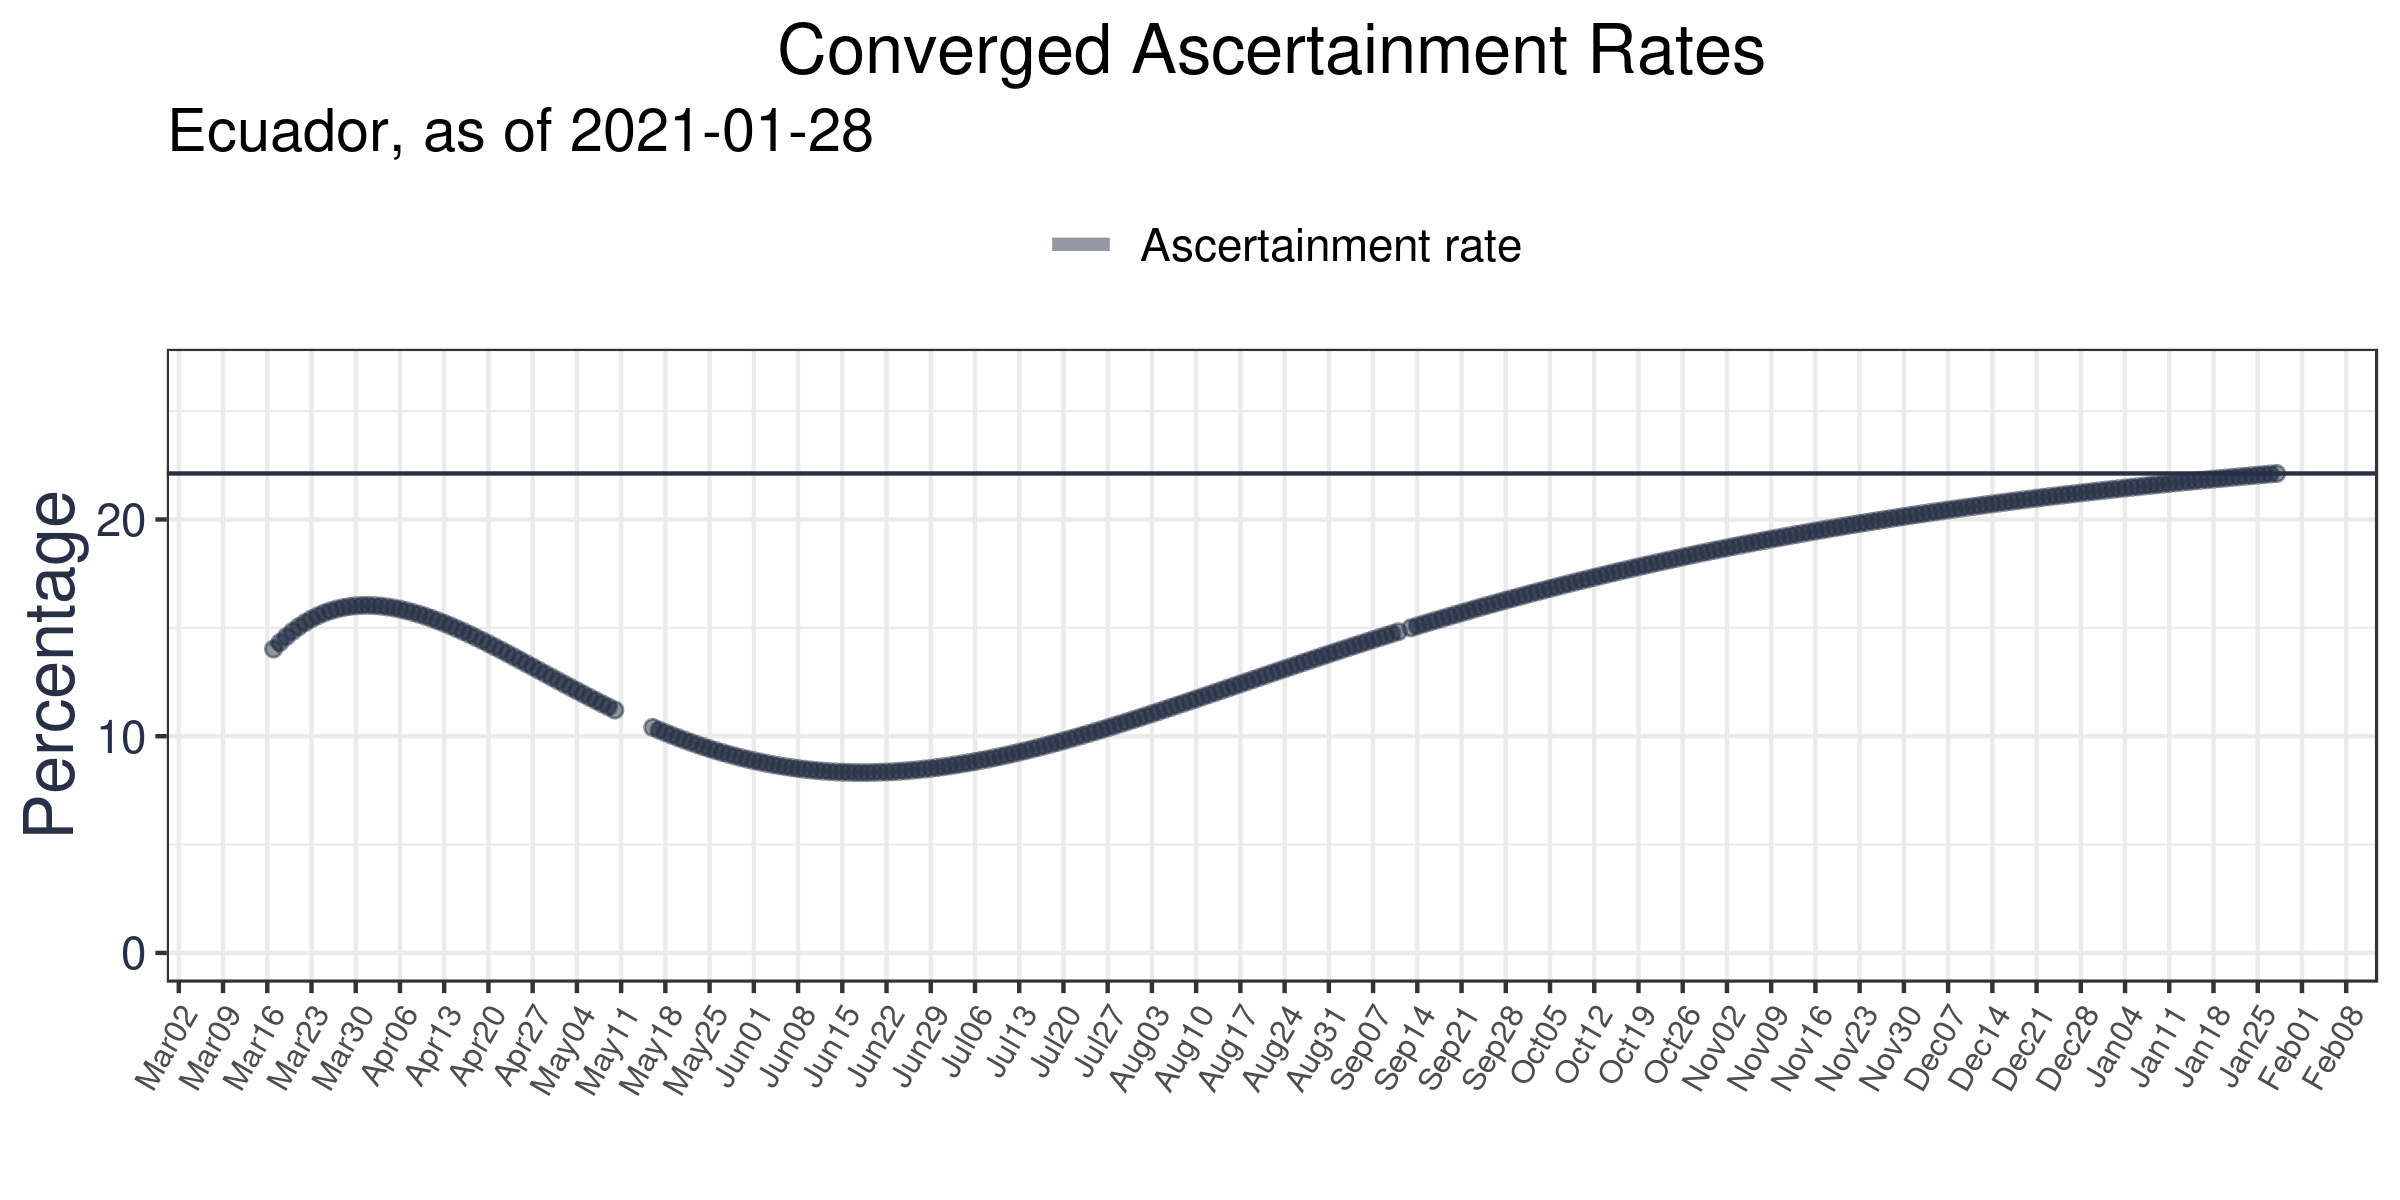 Converged Ascertainment Rates
Ecuador, as of 2021-01-28
Ascertainment rate
Percentage
20
10
0
Mar02 Mar09 Mar16 Mar23 Mar30 Apr06 Apr13 Apr20 Apr27 May04 May11 May18 May25 Jun01 Jun08 Jun15 Jun22 Jun29 Jul06 Jul13 Jul20 Jul27 Aug03 Aug10 Aug17 Aug24 Aug31 Sep07 Sep14 Sep21 Sep28 Oct05 Oct12 Oct19 Oct26 Nov02 Nov09 Nov16 Nov23 Nov30 Dec07 Dec14 Dec21 Dec28 Jan04 Jan11 Jan18 Jan25 Feb01 Feb08